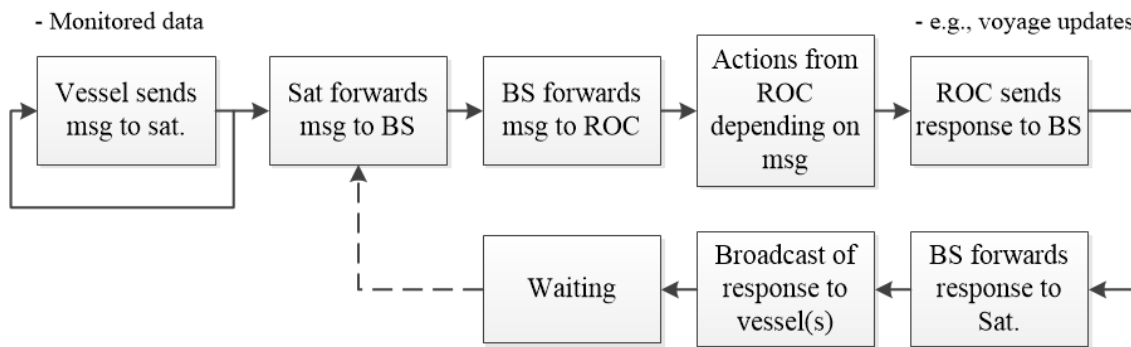 - Monitored data
- e.g., voyage updates
Vessel sends
msg to sat.
Sat forwards
msg to BS
BS forwards
msg to ROC
Actions from
ROC
depending on
msg
ROC sends
response to BS
BS forwards
response to
Sat.
Broadcast of
response to
vessel(s)
Waiting